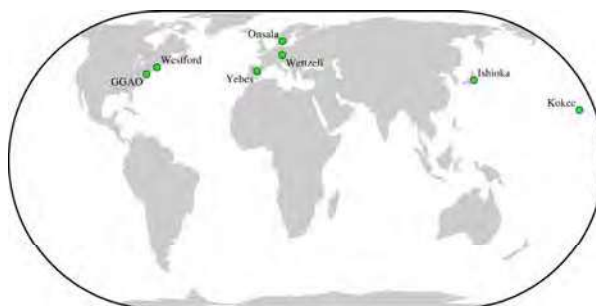 Onsala
Westford
Wettzell
GGAO
Yebes
Ishioka
Kokee